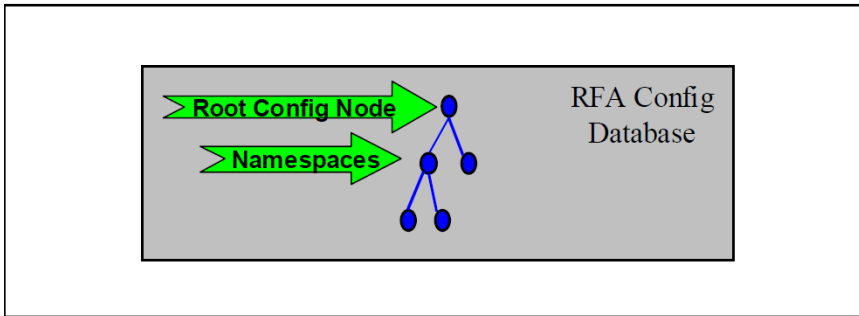 Root Config Node
RFA Config
Database
Namespaces